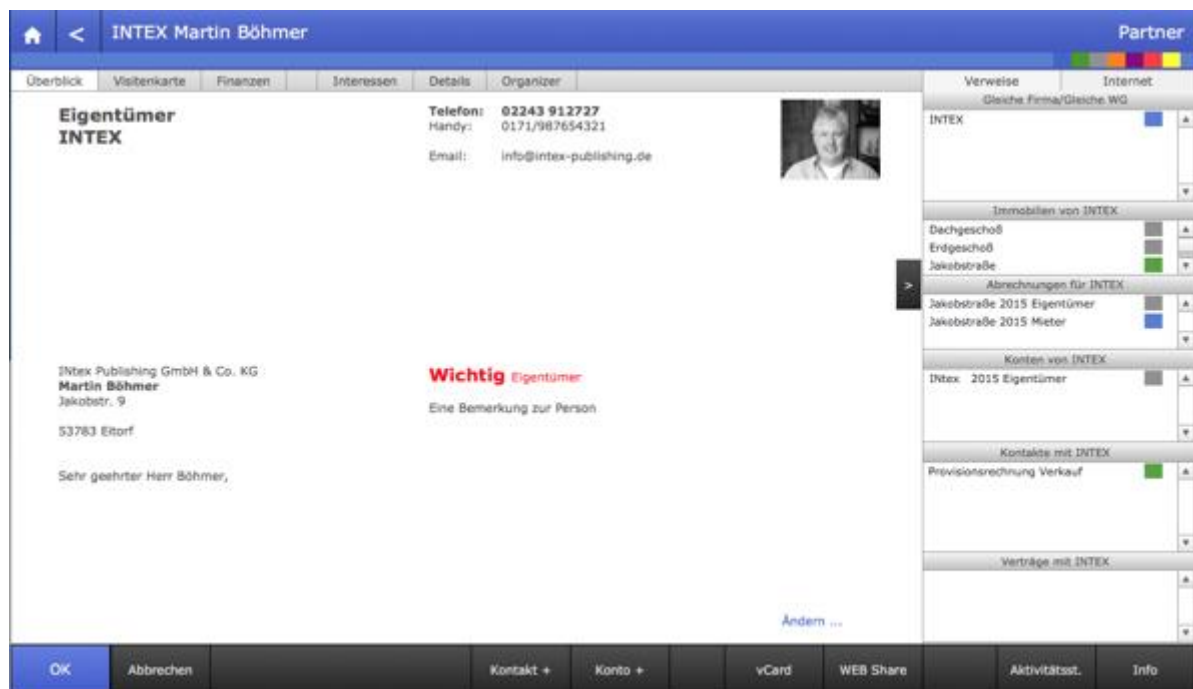 < INTEX Martin Böhmer
Partner
Überblick Visitenkarte Finanzen Interessen Details Organizer
Verweise Internet
Eigentümer
INTEX
Telefon: 02243 912727
Handy: 0171/987654321
Email: info@intex-publishing.de
INtex Publishing GmbH & Co. KG
Martin Böhmer
Jakobstr. 9
53783 Eitorf
Sehr geehrter Herr Böhmer,
Wichtig Eigentümer
Eine Bemerkung zur Person
Ändern ...
>
Gleiche Firma/Gleiche WG
INTEX
Immobilien von INTEX
Dachgeschoß
Erdgeschoß
Jakobstraße
Abrechnungen für INTEX
Jakobstraße 2015 Eigentümer
Jakobstraße 2015 Mieter
Konten von INTEX
INtex 2015 Eigentümer
Kontakte mit INTEX
Provisionsrechnung Verkauf
Verträge mit INTEX
OK Abbrechen Kontakt + Konto + vCard WEB Share Aktivitätsst. Info